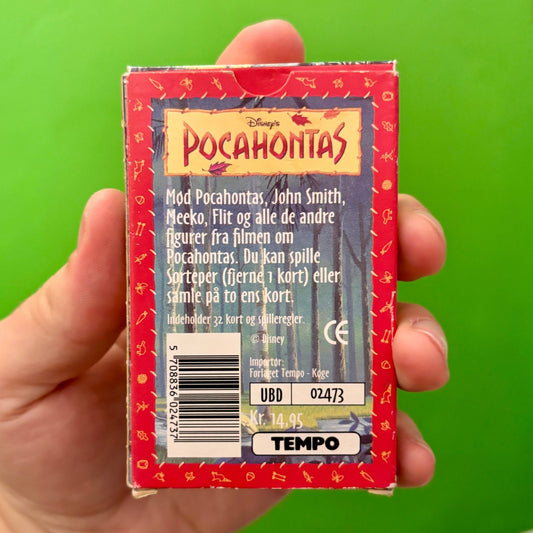 Disney's
POCAHONTAS
Mød Pocahontas, John Smith,
Meeko, Flit og alle de andre
figurer fra filmen om
Pocahontas. Du kan spille
Sorteper (fjerne 1 kort) eller
samle på to ens kort.
Indeholder 32 kort og spilleregler.
© Disney
CE
Importør:
Forlaget Tempo - Køge
UBD 02473
Kr. 14,95
TEMPO
5 708836 024737